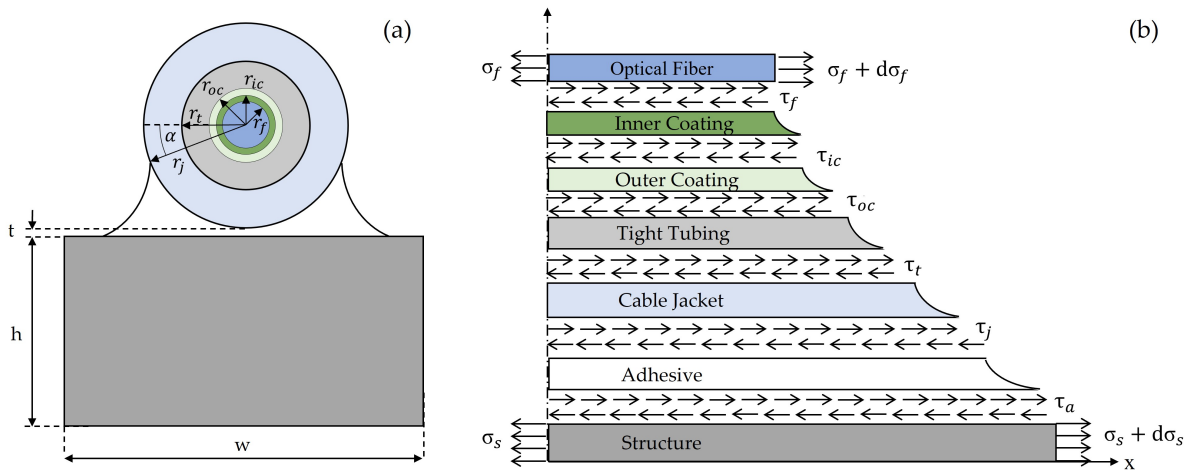 (a)
r_oc
r_ic
r_t
r_f
α
r_j
t
h
w
(b)
σ_f
Optical Fiber
σ_f + dσ_f
τ_f
Inner Coating
τ_ic
Outer Coating
τ_oc
Tight Tubing
τ_t
Cable Jacket
τ_j
Adhesive
τ_a
σ_s
Structure
σ_s + dσ_s
x